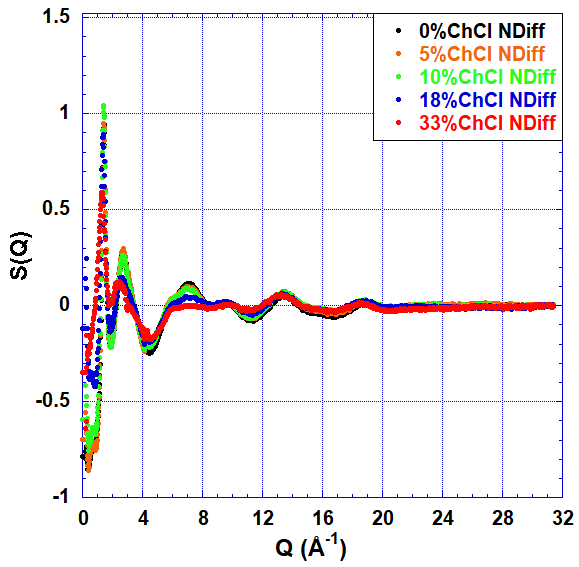 1.5
1
0.5
0
-0.5
-1
S(Q)
0%ChCl NDiff
5%ChCl NDiff
10%ChCl NDiff
18%ChCl NDiff
33%ChCl NDiff
0 4 8 12 16 20 24 28 32
Q (Å⁻¹)